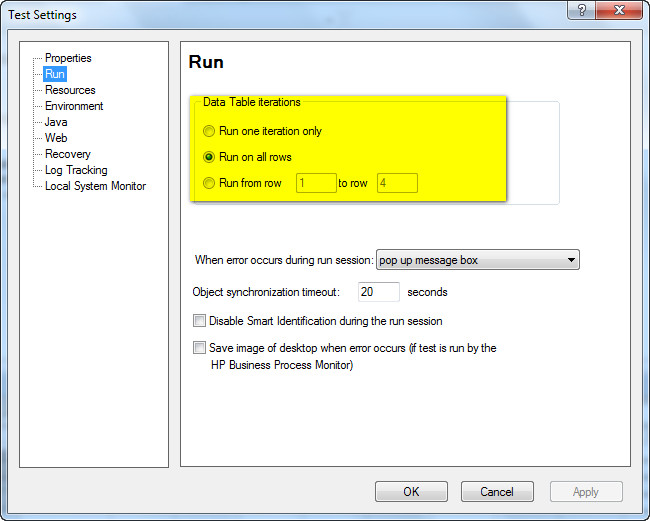 Test Settings
?
Properties
Run
Resources
Environment
Java
Web
Recovery
Log Tracking
Local System Monitor
Run
Data Table iterations
Run one iteration only
Run on all rows
Run from row 1 to row 4
When error occurs during run session: pop up message box
Object synchronization timeout: 20 seconds
Disable Smart Identification during the run session
Save image of desktop when error occurs (if test is run by the
HP Business Process Monitor)
OK Cancel Apply